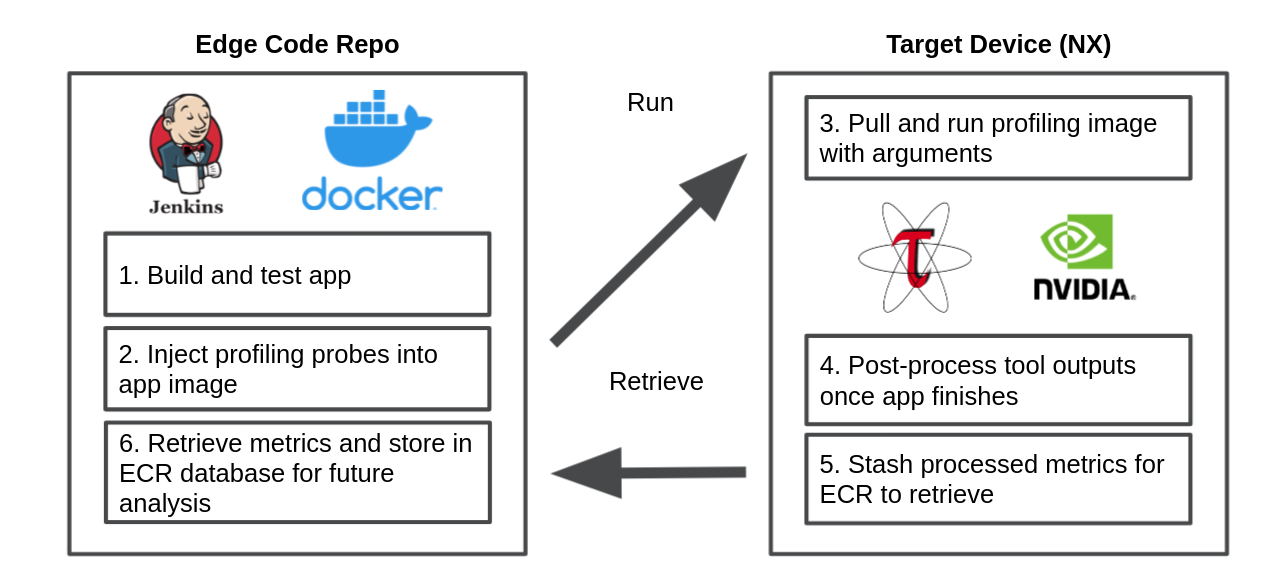 Edge Code Repo
Target Device (NX)
Jenkins
docker
1. Build and test app
2. Inject profiling probes into
app image
6. Retrieve metrics and store in
ECR database for future
analysis
Run
Retrieve
3. Pull and run profiling image
with arguments
τ
NVIDIA
4. Post-process tool outputs
once app finishes
5. Stash processed metrics for
ECR to retrieve